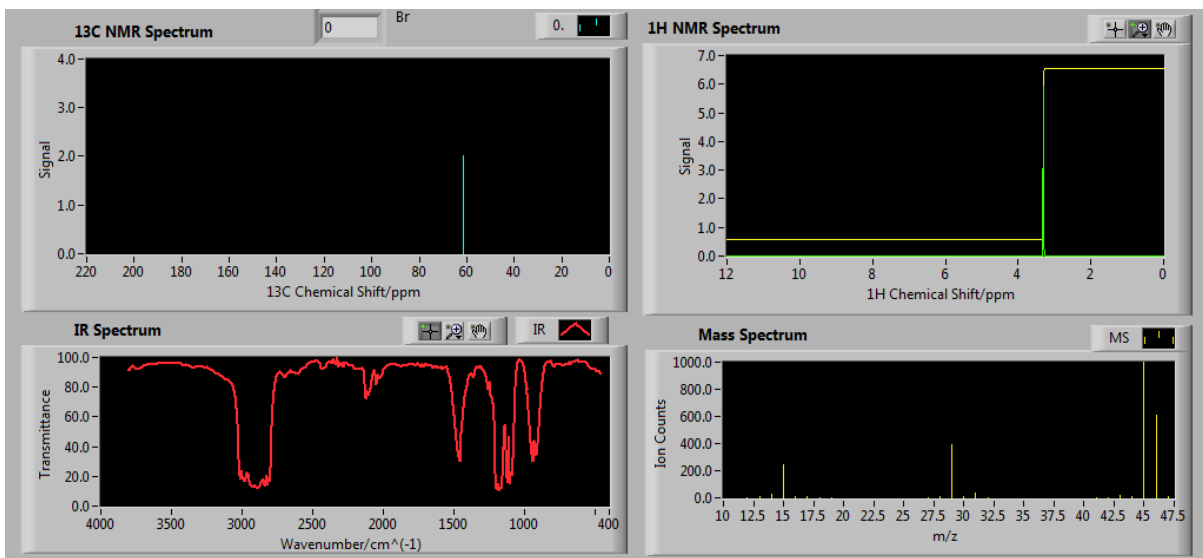 13C NMR Spectrum
0
Br
0.
4.0
3.0
2.0
1.0
0.0
Signal
220 200 180 160 140 120 100 80 60 40 20 0
13C Chemical Shift/ppm
1H NMR Spectrum
7.0
6.0
5.0
4.0
3.0
2.0
1.0
0.0
Signal
12 10 8 6 4 2 0
1H Chemical Shift/ppm
IR Spectrum
IR
100.0
80.0
60.0
40.0
20.0
0.0
Transmittance
4000 3000 2000 1000 400
Wavenumber/cm^(-1)
Mass Spectrum
MS
1000.0
800.0
600.0
400.0
200.0
0.0
Ion Counts
10 12.5 15 17.5 20 22.5 25 27.5 30 32.5 35 37.5 40 42.5 45 47.5
m/z